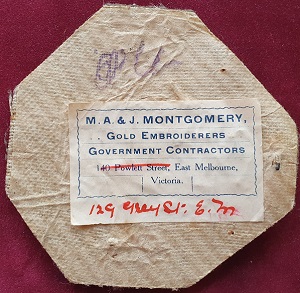 M. A. & J. MONTGOMERY,
GOLD EMBROIDERERS
GOVERNMENT CONTRACTORS
140 Powlett Street, East Melbourne,
Victoria.
129 Grey St. E. M